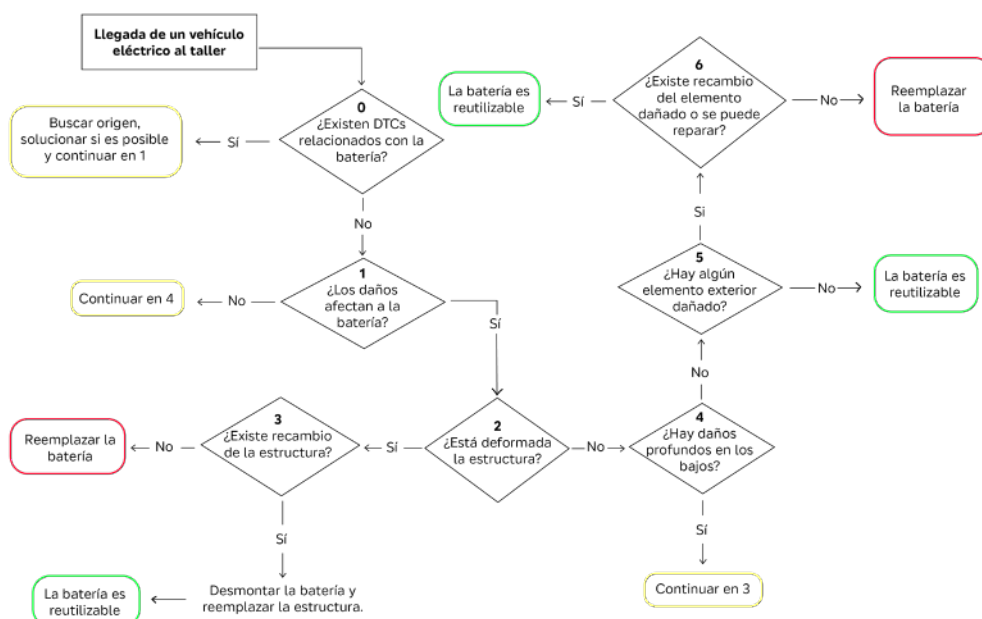 Llegada de un vehículo
eléctrico al taller
0
¿Existen DTCs
relacionados con la
batería?
Sí
Buscar origen,
solucionar si es posible
y continuar en 1
No
1
¿Los daños
afectan a la
batería?
No
Continuar en 4
Sí
2
¿Está deformada
la estructura?
Sí
3
¿Existe recambio
de la estructura?
No
Reemplazar la
batería
Sí
Desmontar la batería y
reemplazar la estructura.
La batería es
reutilizable
No
4
¿Hay daños
profundos en los
bajos?
Sí
Continuar en 3
No
5
¿Hay algún
elemento exterior
dañado?
No
La batería es
reutilizable
Si
6
¿Existe recambio
del elemento
dañado o se puede
reparar?
Sí
La batería es
reutilizable
No
Reemplazar
la batería